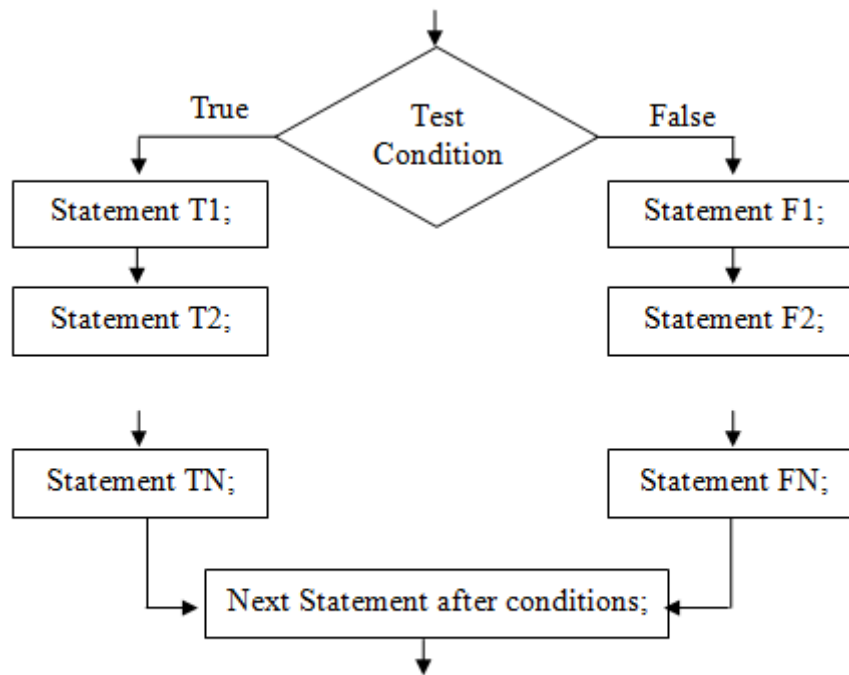 True
Test
Condition
False
Statement T1;
Statement F1;
Statement T2;
Statement F2;
Statement TN;
Statement FN;
Next Statement after conditions;